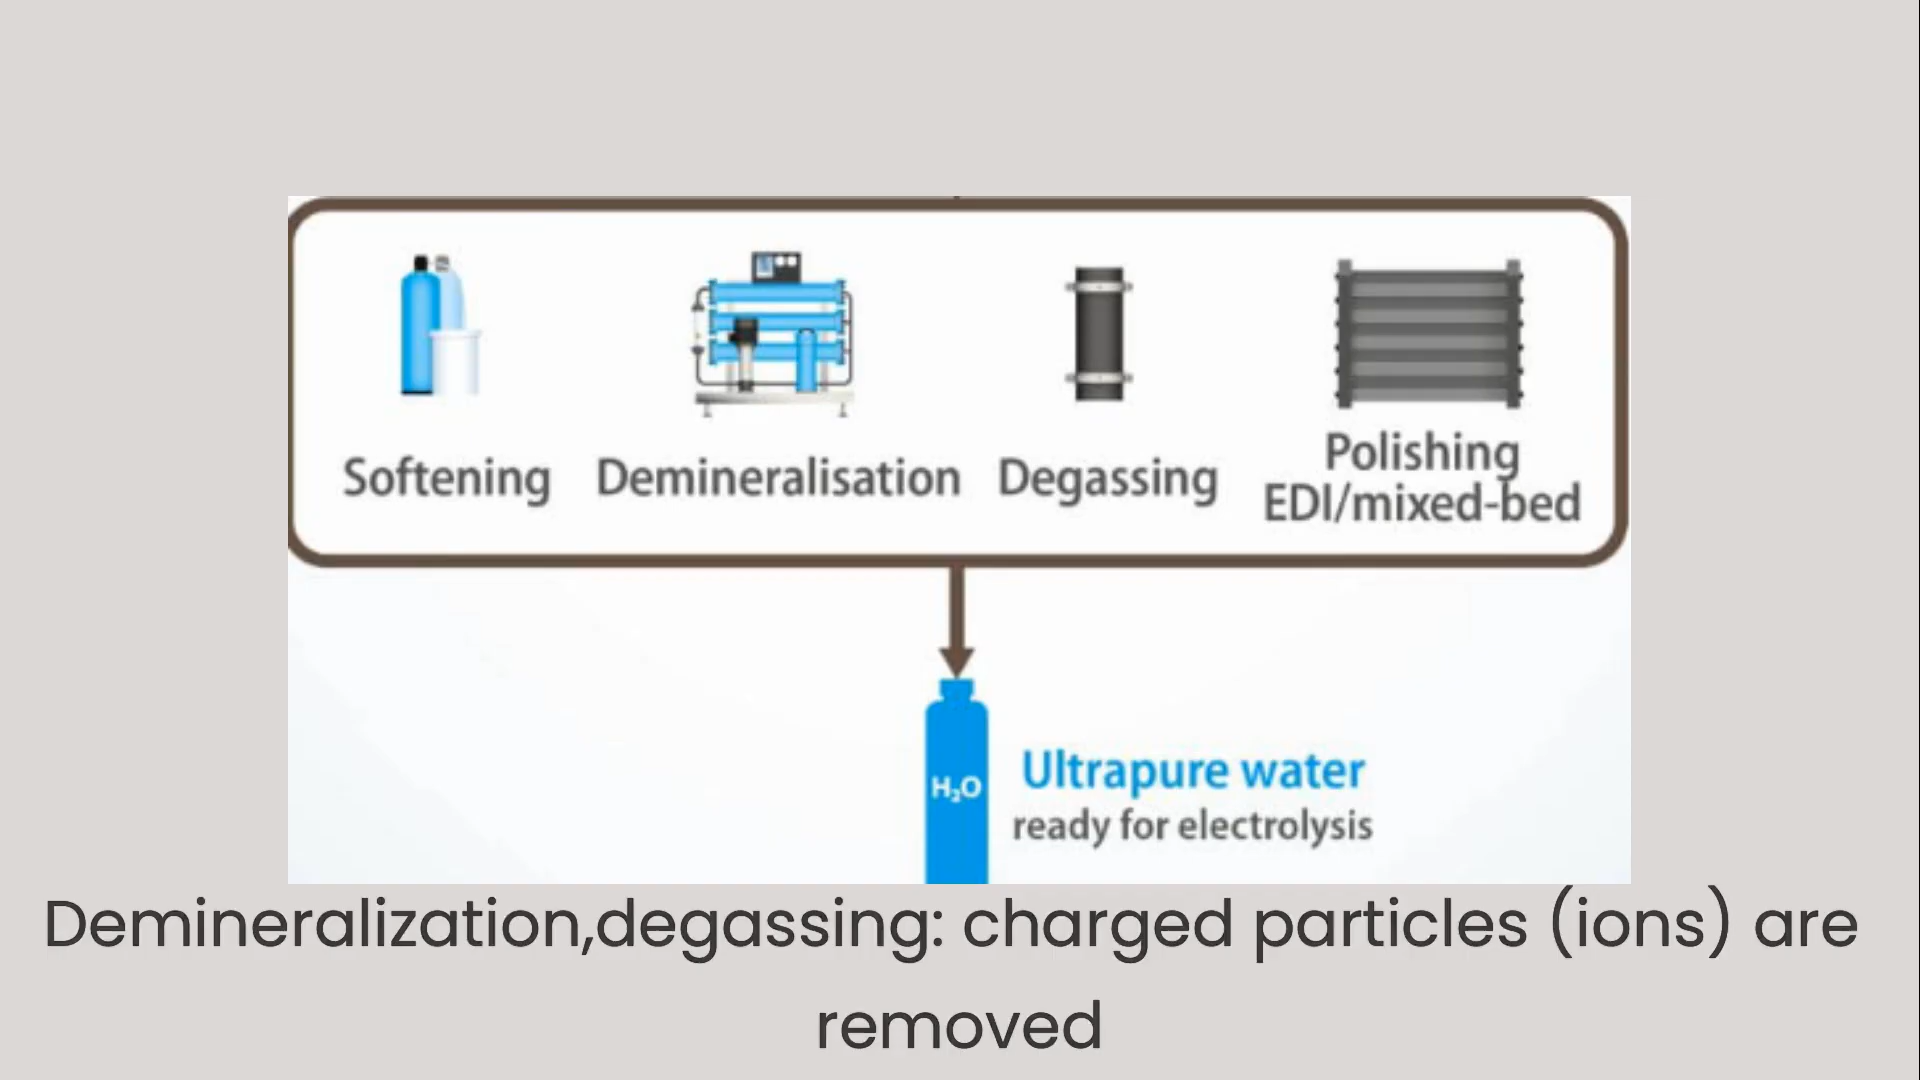 Softening
Demineralisation
Degassing
Polishing
EDI/mixed-bed
H₂O
Ultrapure water
ready for electrolysis
Demineralization,degassing: charged particles (ions) are
removed